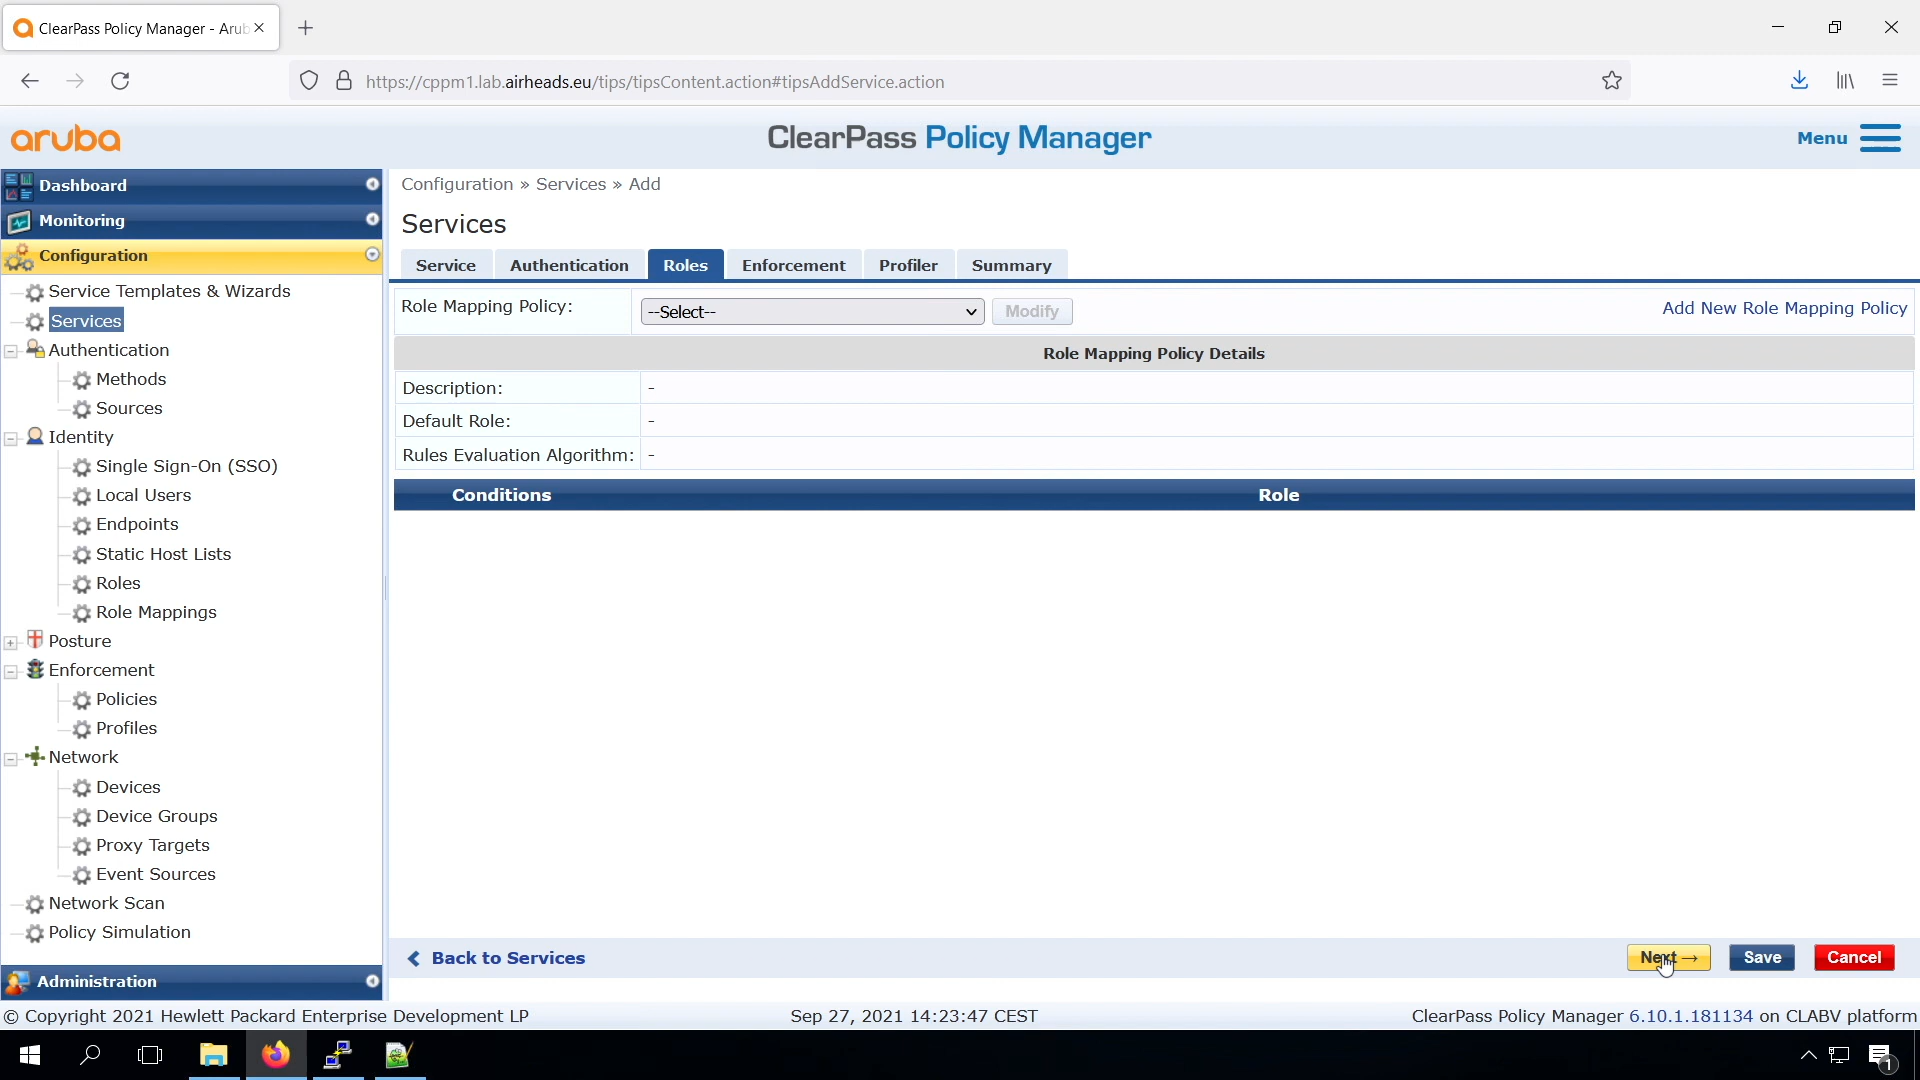 ClearPass Policy Manager - Arub
https://cppm1.lab.airheads.eu/tips/tipsContent.action#tipsAddService.action
aruba
ClearPass Policy Manager
Menu
Dashboard
Monitoring
Configuration
Service Templates & Wizards
Services
Authentication
Methods
Sources
Identity
Single Sign-On (SSO)
Local Users
Endpoints
Static Host Lists
Roles
Role Mappings
Posture
Enforcement
Policies
Profiles
Network
Devices
Device Groups
Proxy Targets
Event Sources
Network Scan
Policy Simulation
Administration
Configuration » Services » Add
Services
Service Authentication Roles Enforcement Profiler Summary
Role Mapping Policy: --Select-- Modify Add New Role Mapping Policy
Role Mapping Policy Details
Description: -
Default Role: -
Rules Evaluation Algorithm: -
Conditions Role
Back to Services Next → Save Cancel
© Copyright 2021 Hewlett Packard Enterprise Development LP Sep 27, 2021 14:23:47 CEST ClearPass Policy Manager 6.10.1.181134 on CLABV platform
1